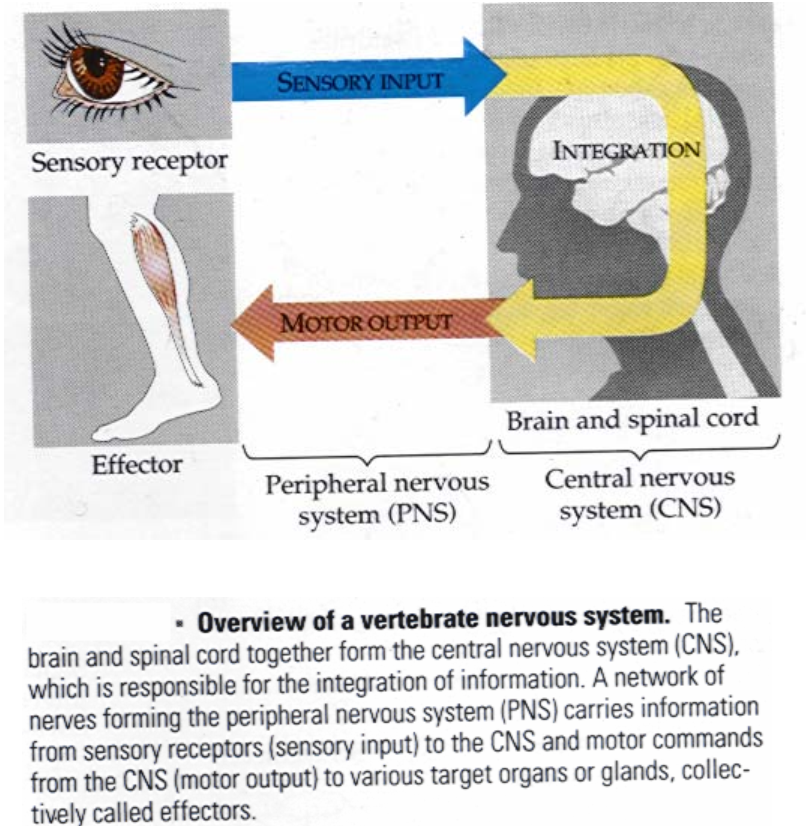 SENSORY INPUT
Sensory receptor
INTEGRATION
MOTOR OUTPUT
Brain and spinal cord
Effector
Peripheral nervous
system (PNS)
Central nervous
system (CNS)
▪ Overview of a vertebrate nervous system. The
brain and spinal cord together form the central nervous system (CNS),
which is responsible for the integration of information. A network of
nerves forming the peripheral nervous system (PNS) carries information
from sensory receptors (sensory input) to the CNS and motor commands
from the CNS (motor output) to various target organs or glands, collec-
tively called effectors.